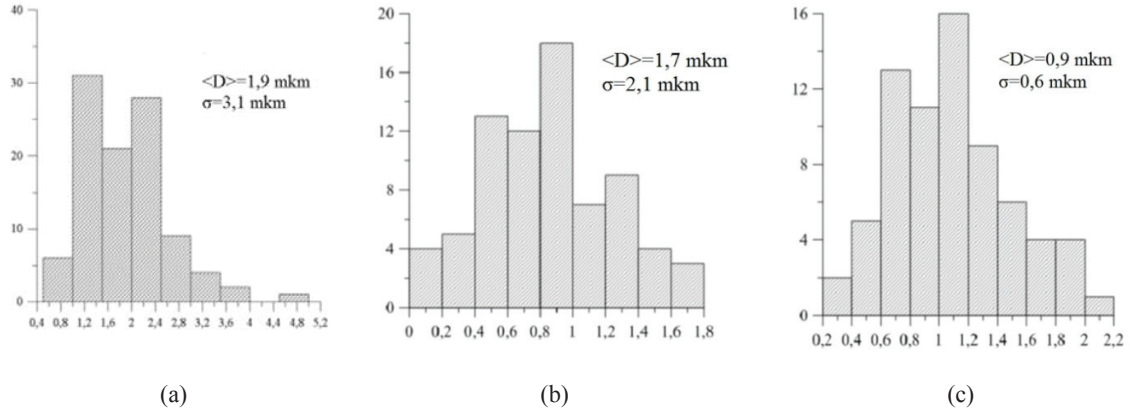 40
30
20
10
0
<D>=1,9 mkm
σ=3,1 mkm
0,4 0,8 1,2 1,6 2 2,4 2,8 3,2 3,6 4 4,4 4,8 5,2
(a)
20
16
12
8
4
0
<D>=1,7 mkm
σ=2,1 mkm
0 0,2 0,4 0,6 0,8 1 1,2 1,4 1,6 1,8
(b)
16
12
8
4
0
<D>=0,9 mkm
σ=0,6 mkm
0,2 0,4 0,6 0,8 1 1,2 1,4 1,6 1,8 2 2,2
(c)